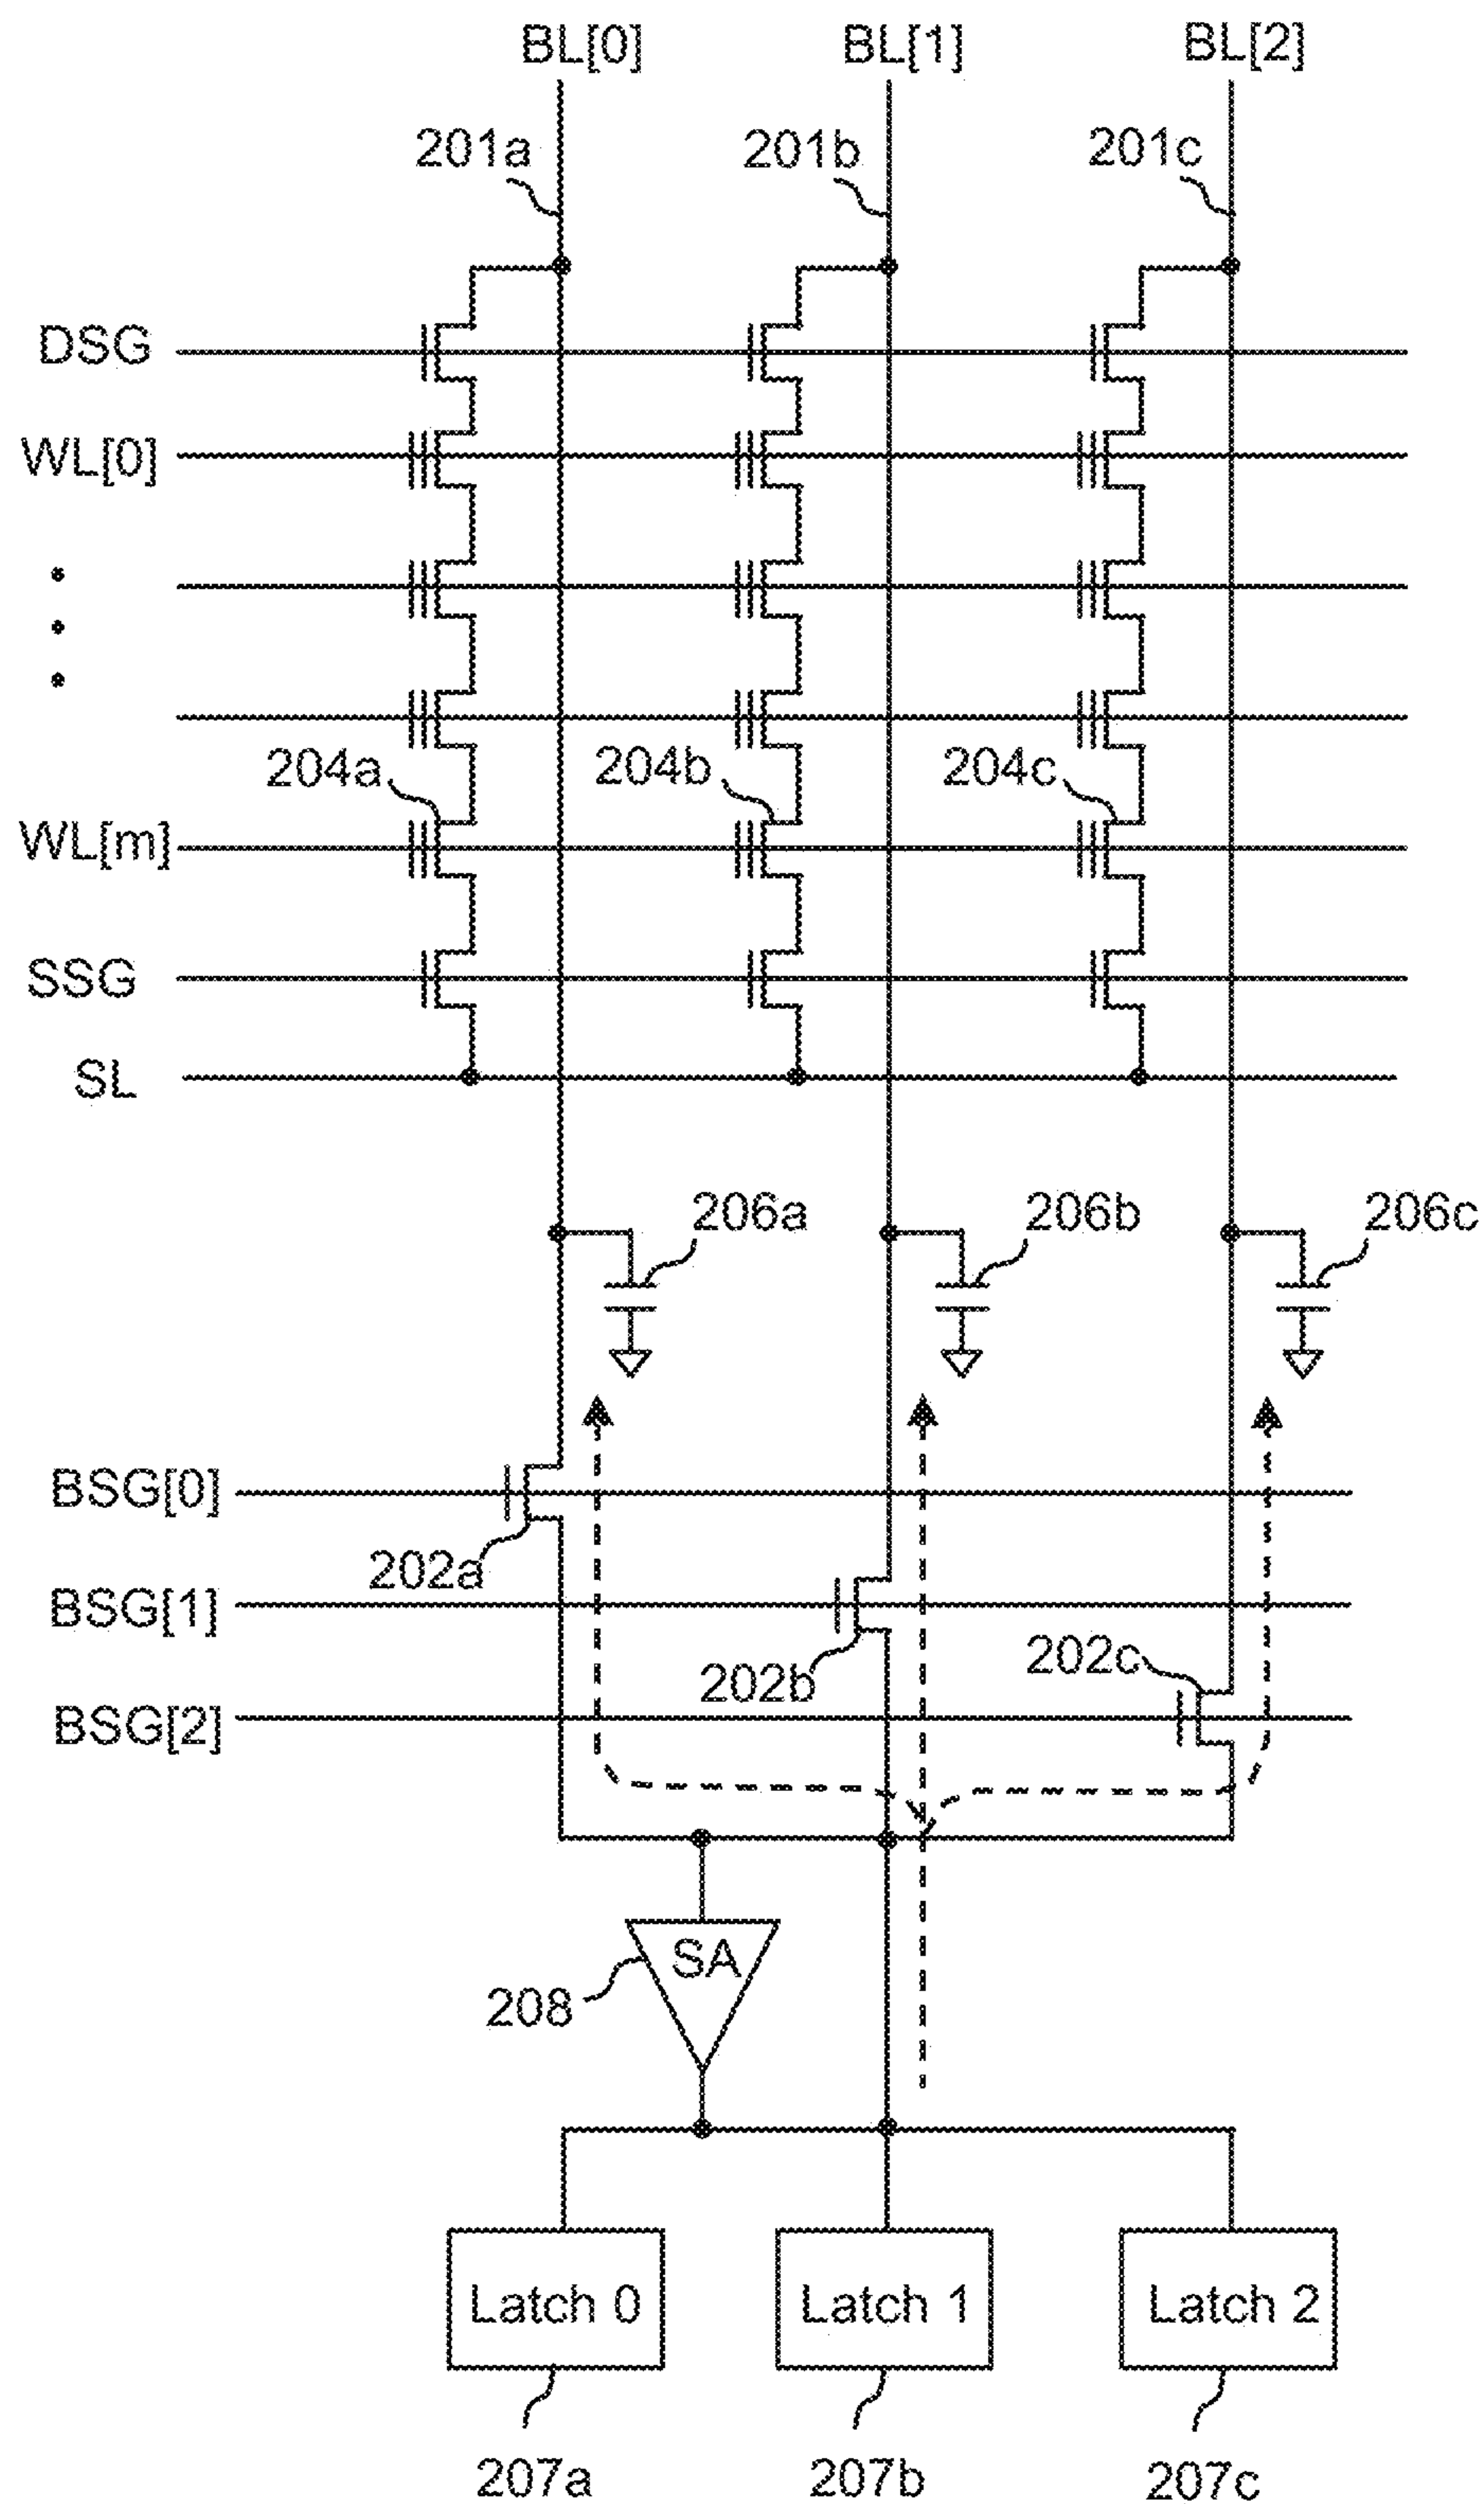 BL[0] BL[1] BL[2]
201a 201b 201c
DSG
WL[0]
204a 204b 204c
WL[m]
SSG
SL
206a 206b 206c
BSG[0]
202a
BSG[1]
202b 202c
BSG[2]
SA
208
Latch 0 Latch 1 Latch 2
207a 207b 207c